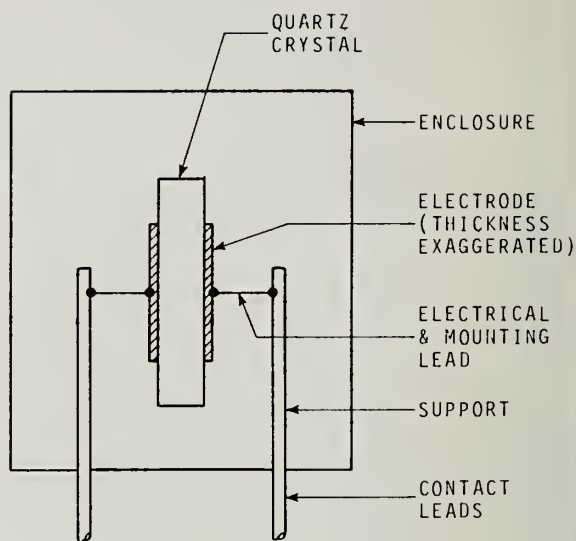 QUARTZ
CRYSTAL
ENCLOSURE
ELECTRODE
(THICKNESS
EXAGGERATED)
ELECTRICAL
& MOUNTING
LEAD
SUPPORT
CONTACT
LEADS